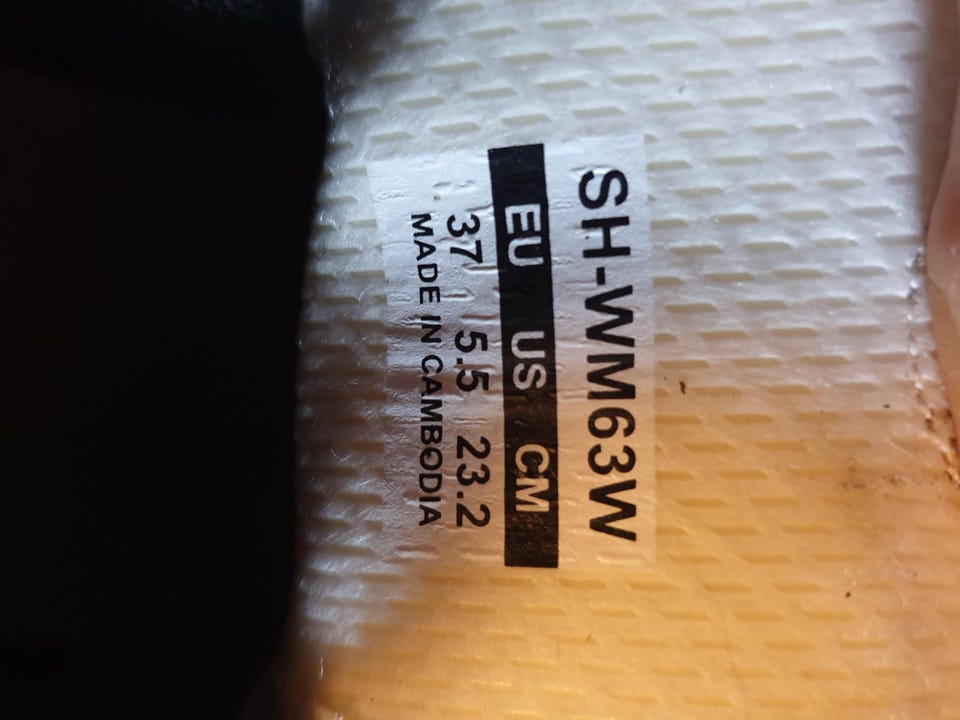 SH-WM63W
EU US CM
37 5.5 23.2
MADE IN CAMBODIA